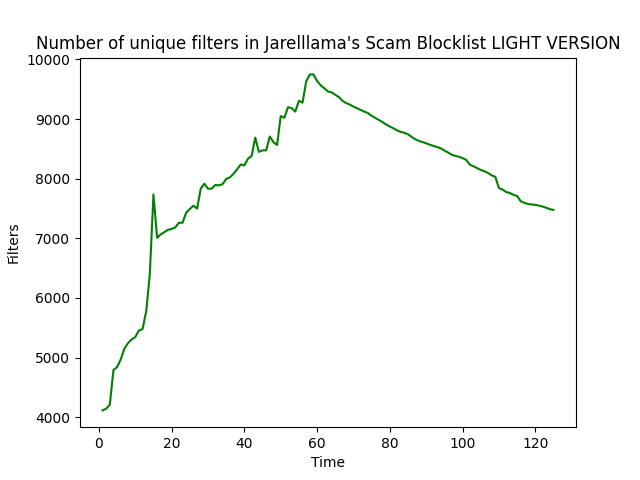 Number of unique filters in Jarelllama's Scam Blocklist LIGHT VERSION
10000
9000
8000
7000
6000
5000
4000
Filters
0 20 40 60 80 100 120
Time